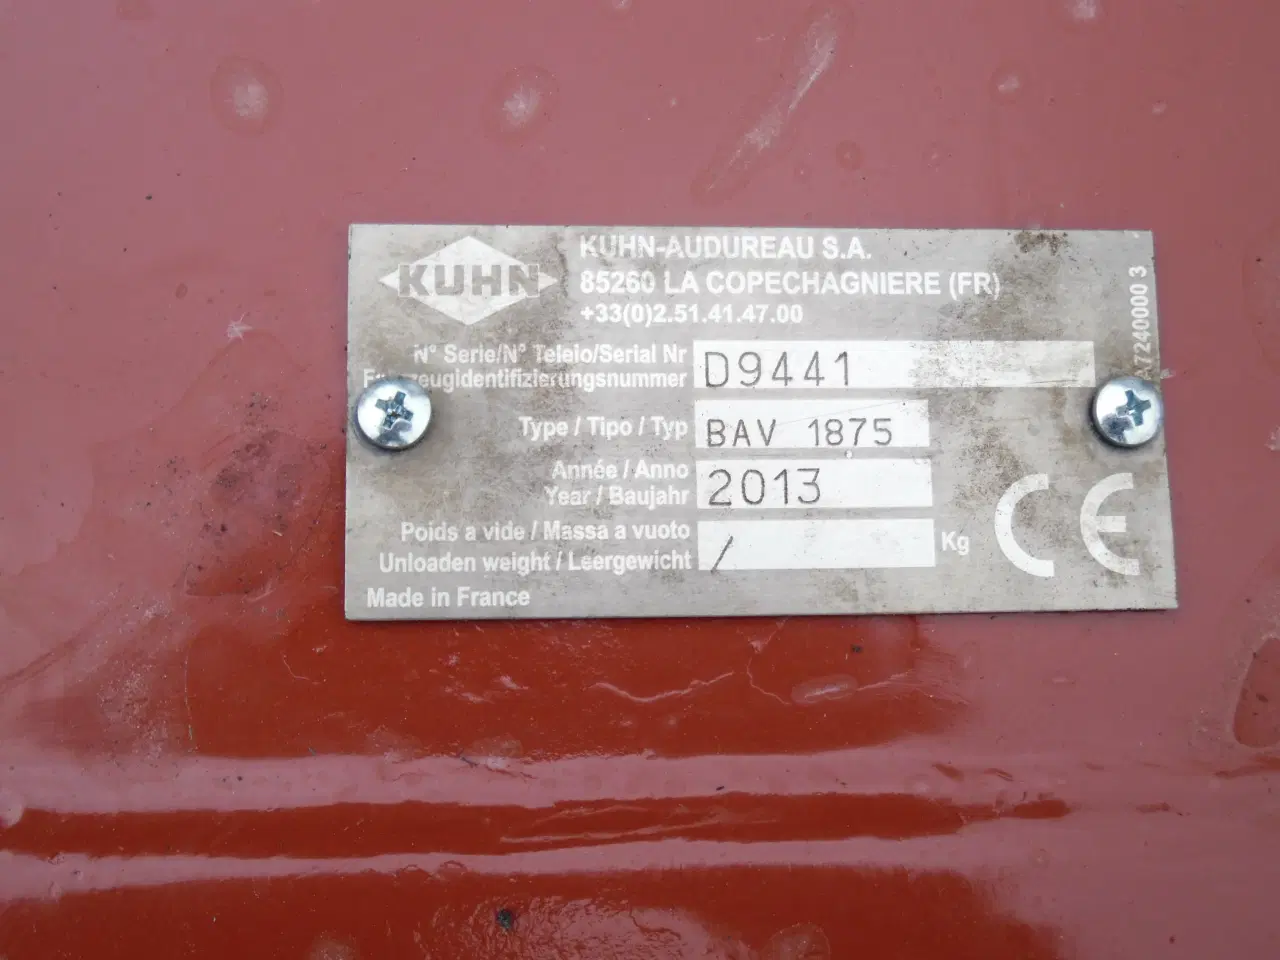 KUHN
KUHN-AUDUREAU S.A.
85260 LA COPECHAGNIERE (FR)
+33(0)2.51.41.47.00
N° Serie/N° Teleio/Serial Nr
Fahrzeugidentifizierungsnummer
D9441
Type / Tipo / Typ
BAV 1875
Année / Anno
Year / Baujahr
2013
Poids a vide / Massa a vuoto
Unloaden weight / Leergewicht
/
Kg
Made in France
CE
A7240000 3